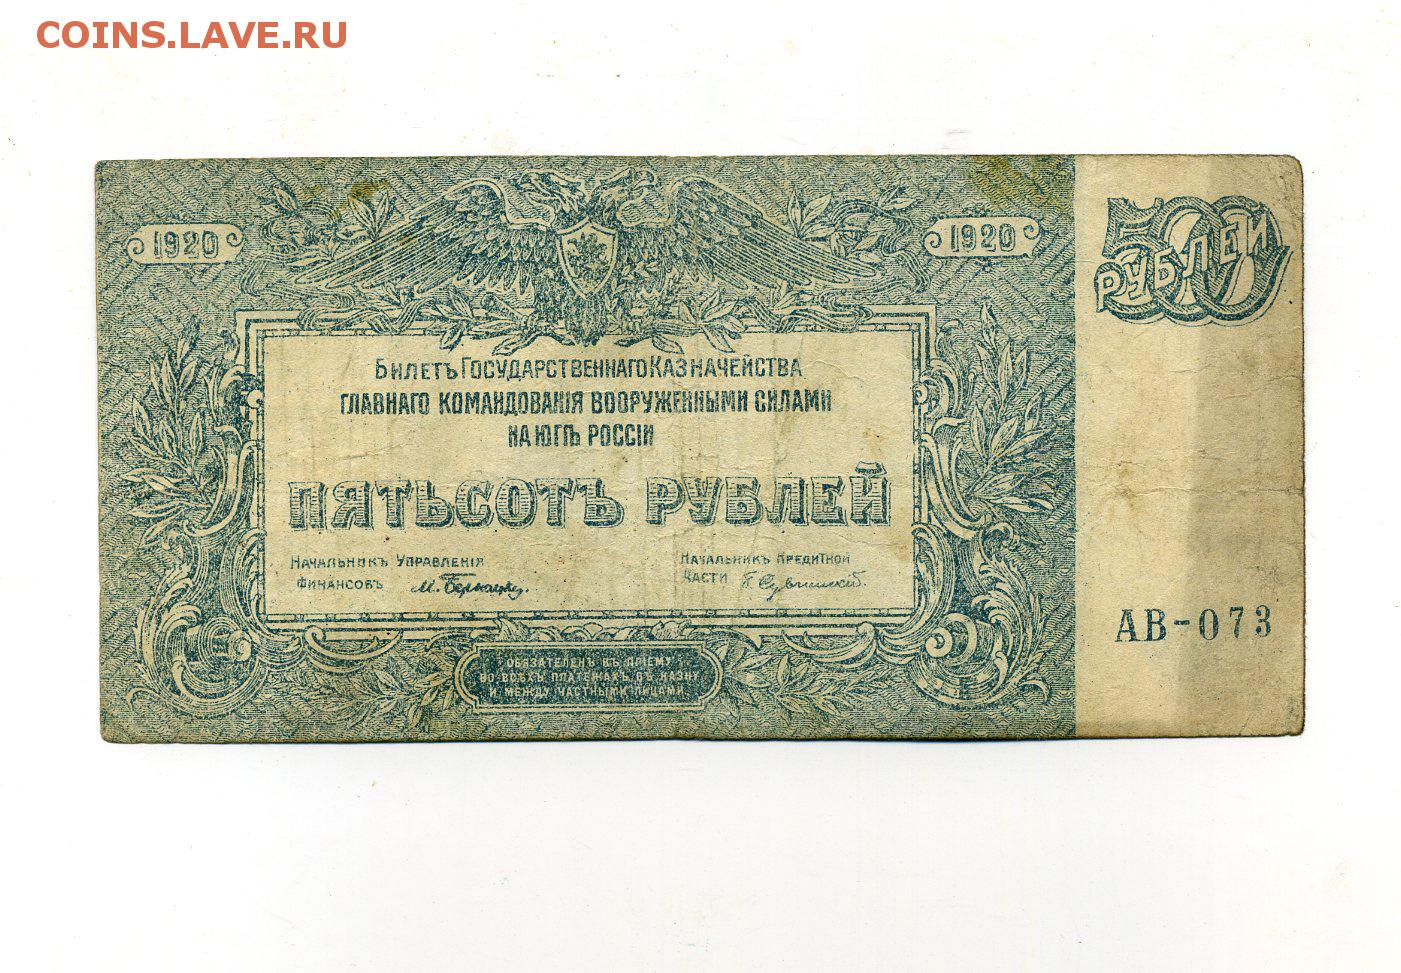 COINS.LAVE.RU
1920
1920
500
РУБЛЕЙ
БИЛЕТЪ ГОСУДАРСТВЕННАГО КАЗНАЧЕЙСТВА
ГЛАВНАГО КОМАНДОВАНІЯ ВООРУЖЕННЫМИ СИЛАМИ
НА ЮГѢ РОССІИ
ПЯТЬСОТЪ РУБЛЕЙ
НАЧАЛЬНИКЪ УПРАВЛЕНІЯ
ФИНАНСОВЪ М. Бернацкій.
НАЧАЛЬНИКЪ КРЕДИТНОЙ
ЧАСТИ
АВ-073
ОБЯЗАТЕЛЕНЪ КЪ ПРІЕМУ
ВО ВСѢХЪ ПЛАТЕЖАХЪ ВЪ КАЗНУ
И МЕЖДУ ЧАСТНЫМИ ЛИЦАМИ